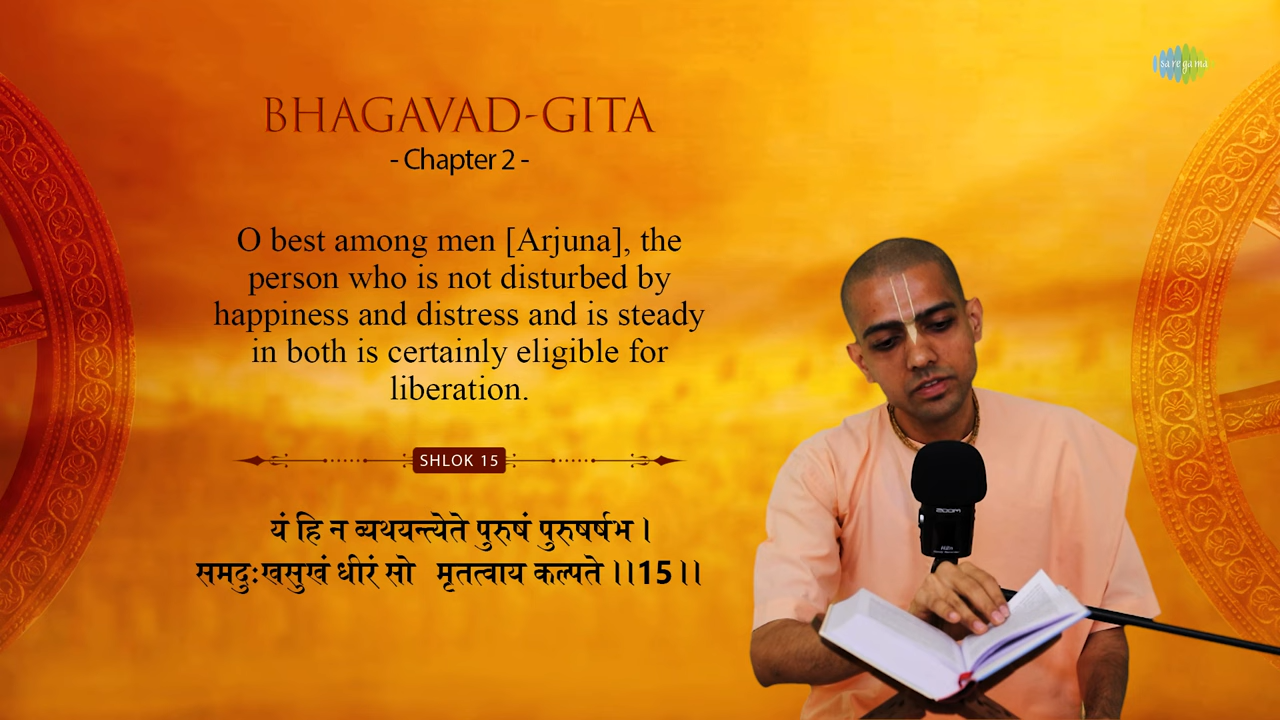 saregama
BHAGAVAD-GITA
- Chapter 2 -
O best among men [Arjuna], the
person who is not disturbed by
happiness and distress and is steady
in both is certainly eligible for
liberation.
SHLOK 15
यं हि न व्यथयन्त्येते पुरुषं पुरुषर्षभ ।
समदुःखसुखं धीरं सो मृतत्वाय कल्पते ।।15।।
ZOOM